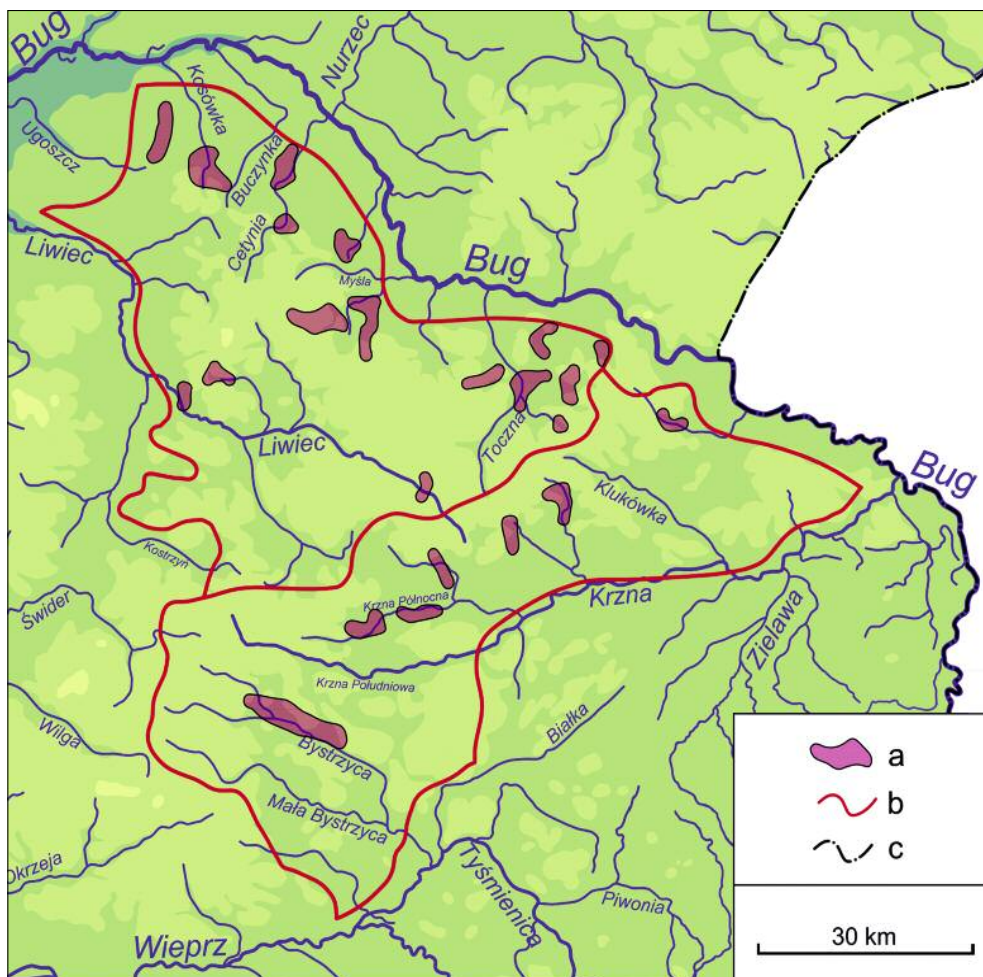 Bug
Nurzec
Kosówka
Ugoszcz
Buczynka
Cetynia
Liwiec
Bug
Myśla
Toczna
Liwiec
Klukówka
Bug
Kostrzyń
Krzna
Świder
Krzna Północna
Zielawa
Krzna Południowa
Wilga
Bystrzyca
Białka
Mała Bystrzyca
Okrzeja
Tyśmienica
Piwonia
Wieprz
a
b
c
30 km